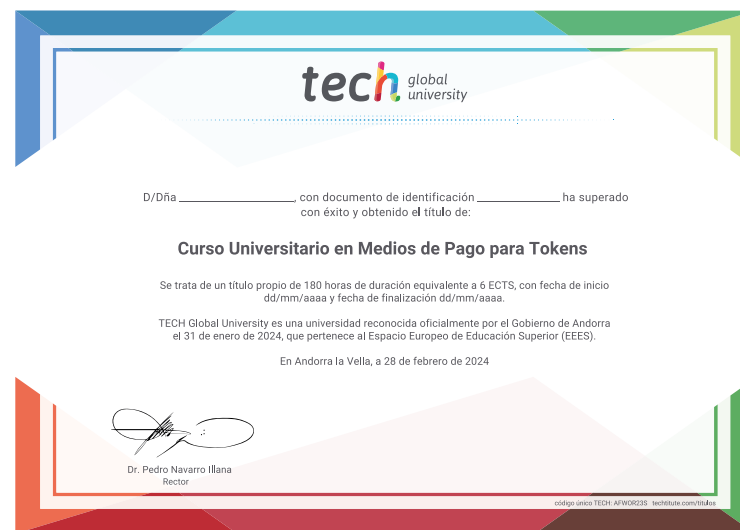 tech global university
D/Dña ____________, con documento de identificación ____________ ha superado
con éxito y obtenido el título de:
Curso Universitario en Medios de Pago para Tokens
Se trata de un título propio de 180 horas de duración equivalente a 6 ECTS, con fecha de inicio
dd/mm/aaaa y fecha de finalización dd/mm/aaaa.
TECH Global University es una universidad reconocida oficialmente por el Gobierno de Andorra
el 31 de enero de 2024, que pertenece al Espacio Europeo de Educación Superior (EEES).
En Andorra la Vella, a 28 de febrero de 2024
Dr. Pedro Navarro Illana
Rector
código único TECH: AFWOR23S techtitute.com/titulos